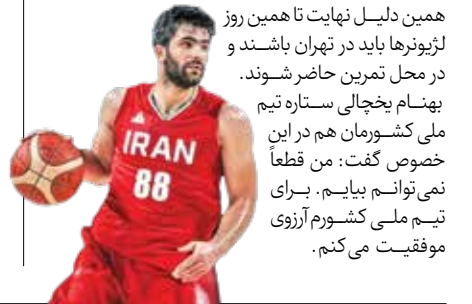 همین دلیل نهایت تا همین روز
لژیونرها باید در تهران باشند و
در محل تمرین حاضر شوند.
بهنام یخچالی ستاره تیم
ملی کشورمان هم در این
خصوص گفت: من قطعاً
نمی‌توانم بیایم. برای
تیم ملی کشورم آرزوی
موفقیت می‌کنم.
IRAN
88